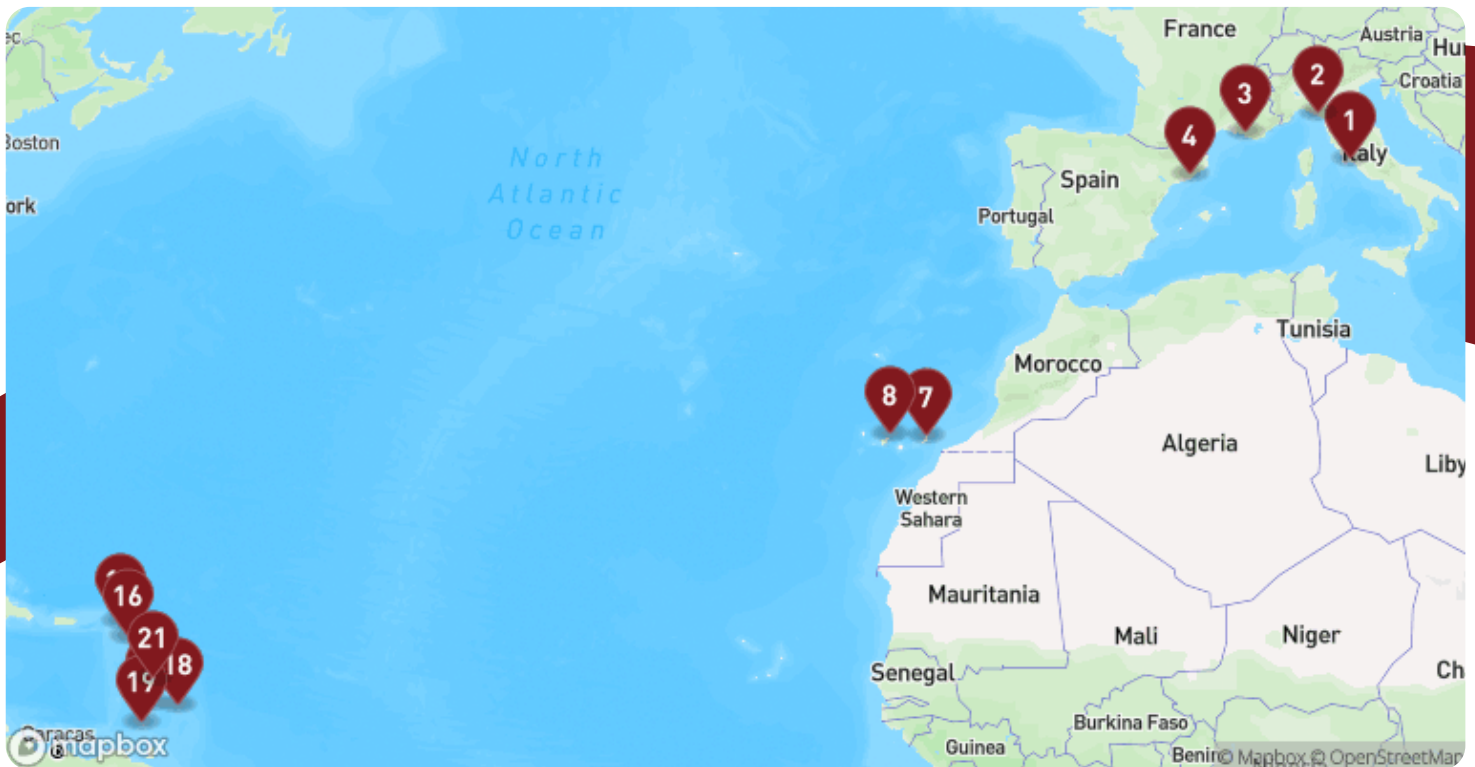 France
Austria
Hu
Croatia
2
3
1
4
Italy
Boston
ork
North
Atlantic
Ocean
Spain
Portugal
Tunisia
Morocco
8
7
Algeria
Liby
Western
Sahara
Mauritania
Mali
Niger
Senegal
Ch
16
21
18
19
Caracas
mapbox
Burkina Faso
Guinea
Benin
© Mapbox © OpenStreetMap